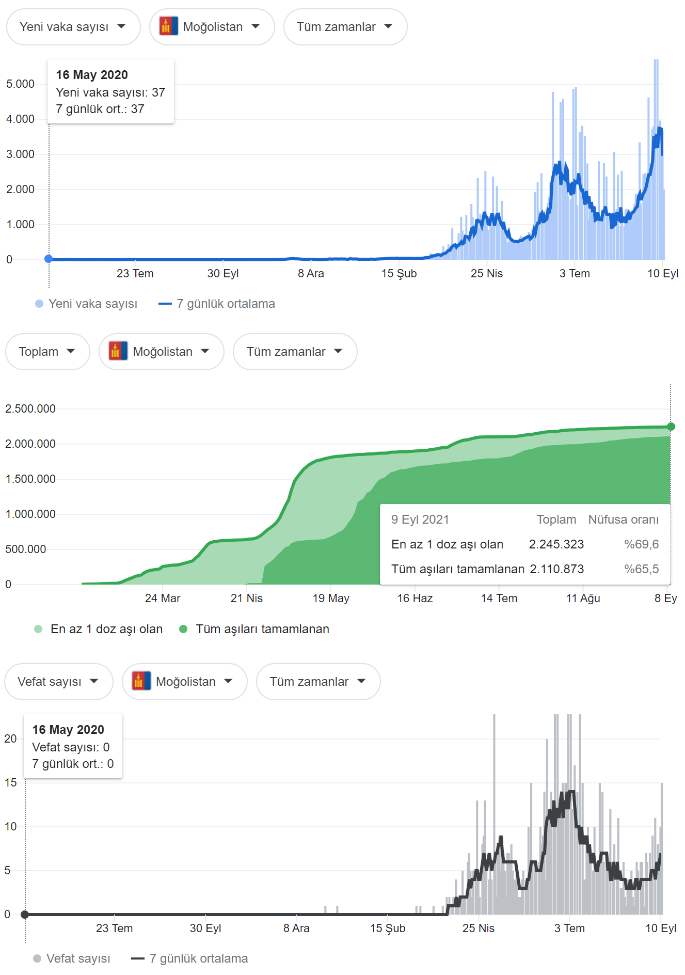 Yeni vaka sayısı Moğolistan Tüm zamanlar
5.000
4.000
3.000
2.000
1.000
0
16 May 2020
Yeni vaka sayısı: 37
7 günlük ort.: 37
23 Tem 30 Eyl 8 Ara 15 Şub 25 Nis 3 Tem 10 Eyl
Yeni vaka sayısı 7 günlük ortalama
Toplam Moğolistan Tüm zamanlar
2.500.000
2.000.000
1.500.000
1.000.000
500.000
0
9 Eyl 2021 Toplam Nüfusa oranı
En az 1 doz aşı olan 2.245.323 %69,6
Tüm aşıları tamamlanan 2.110.873 %65,5
24 Mar 21 Nis 19 May 16 Haz 14 Tem 11 Ağu 8 Ey
En az 1 doz aşı olan Tüm aşıları tamamlanan
Vefat sayısı Moğolistan Tüm zamanlar
20
15
10
5
0
16 May 2020
Vefat sayısı: 0
7 günlük ort.: 0
23 Tem 30 Eyl 8 Ara 15 Şub 25 Nis 3 Tem 10 Eyl
Vefat sayısı 7 günlük ortalama